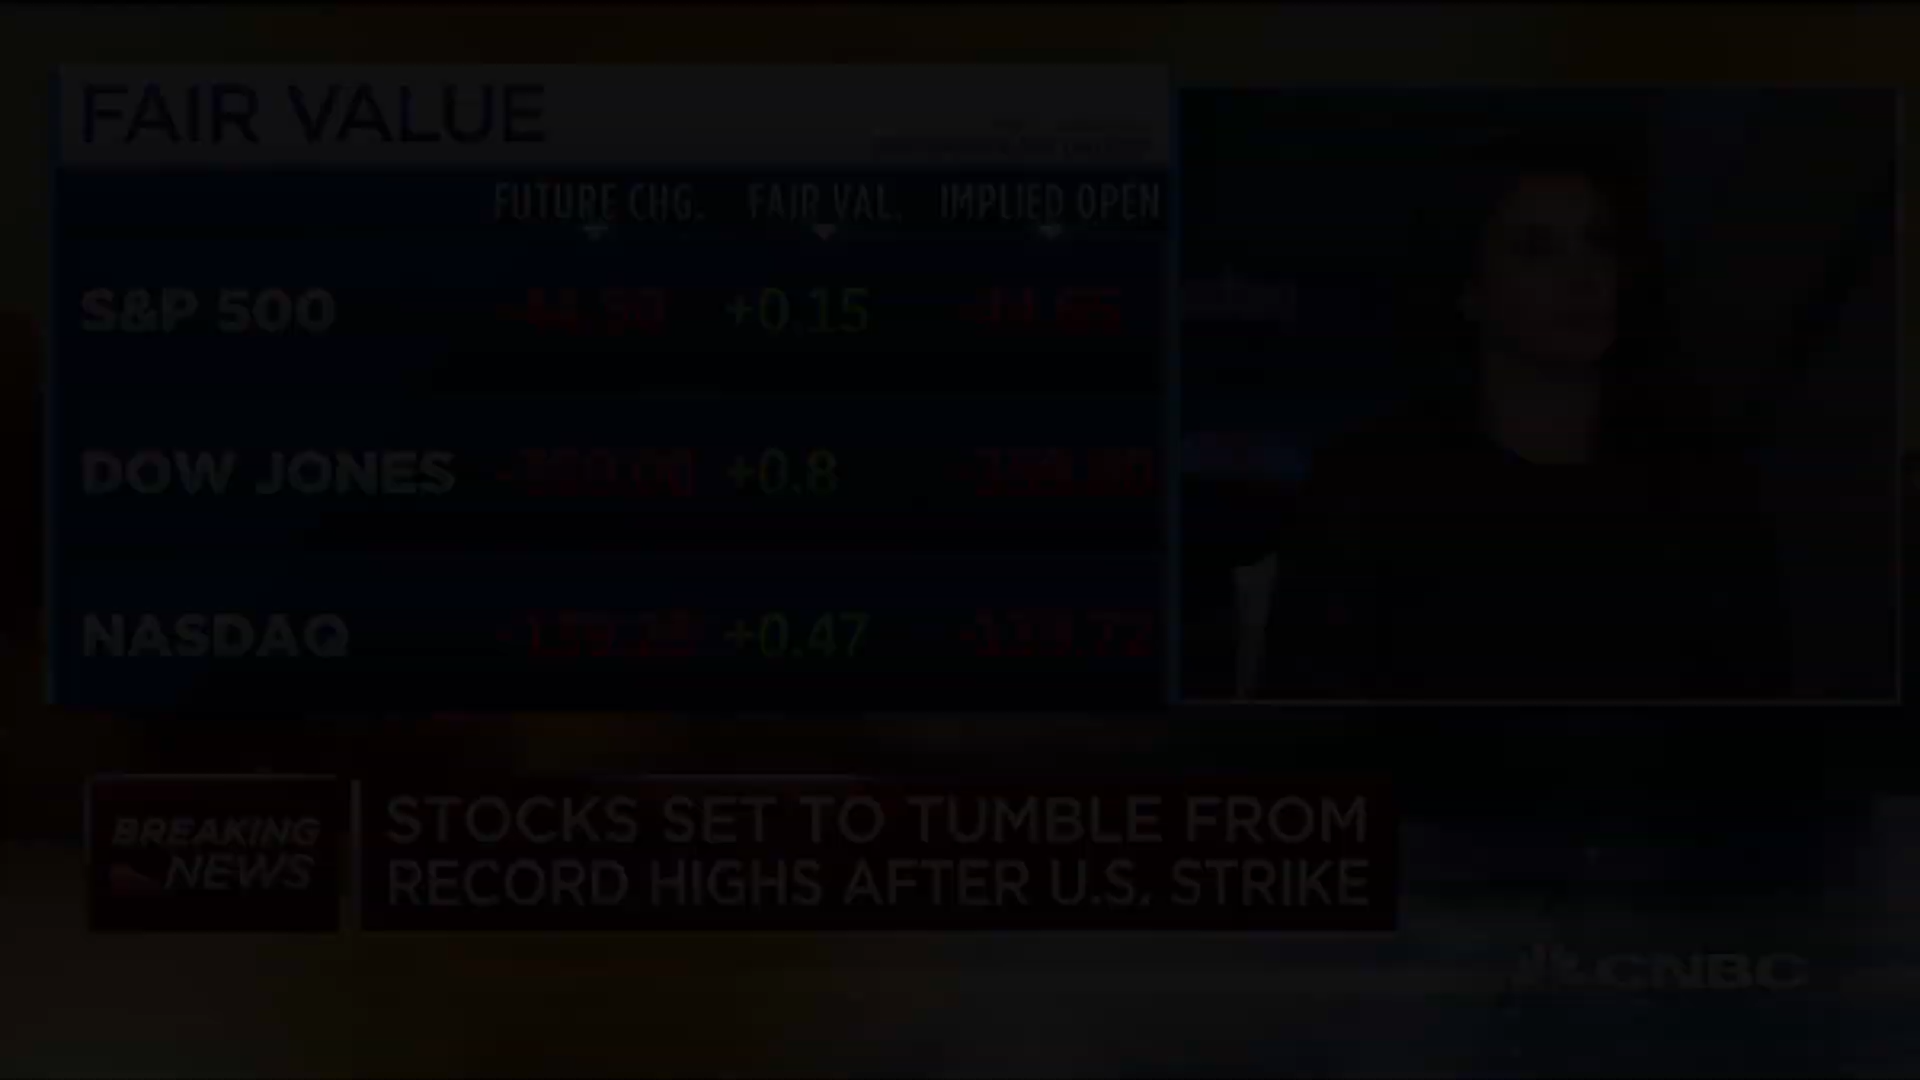 FAIR VALUE
FUTURE CHG. FAIR VAL. IMPLIED OPEN
S&P 500 +0.15
DOW JONES +0.8
NASDAQ +0.47
BREAKING NEWS
STOCKS SET TO TUMBLE FROM
RECORD HIGHS AFTER U.S. STRIKE
CNBC